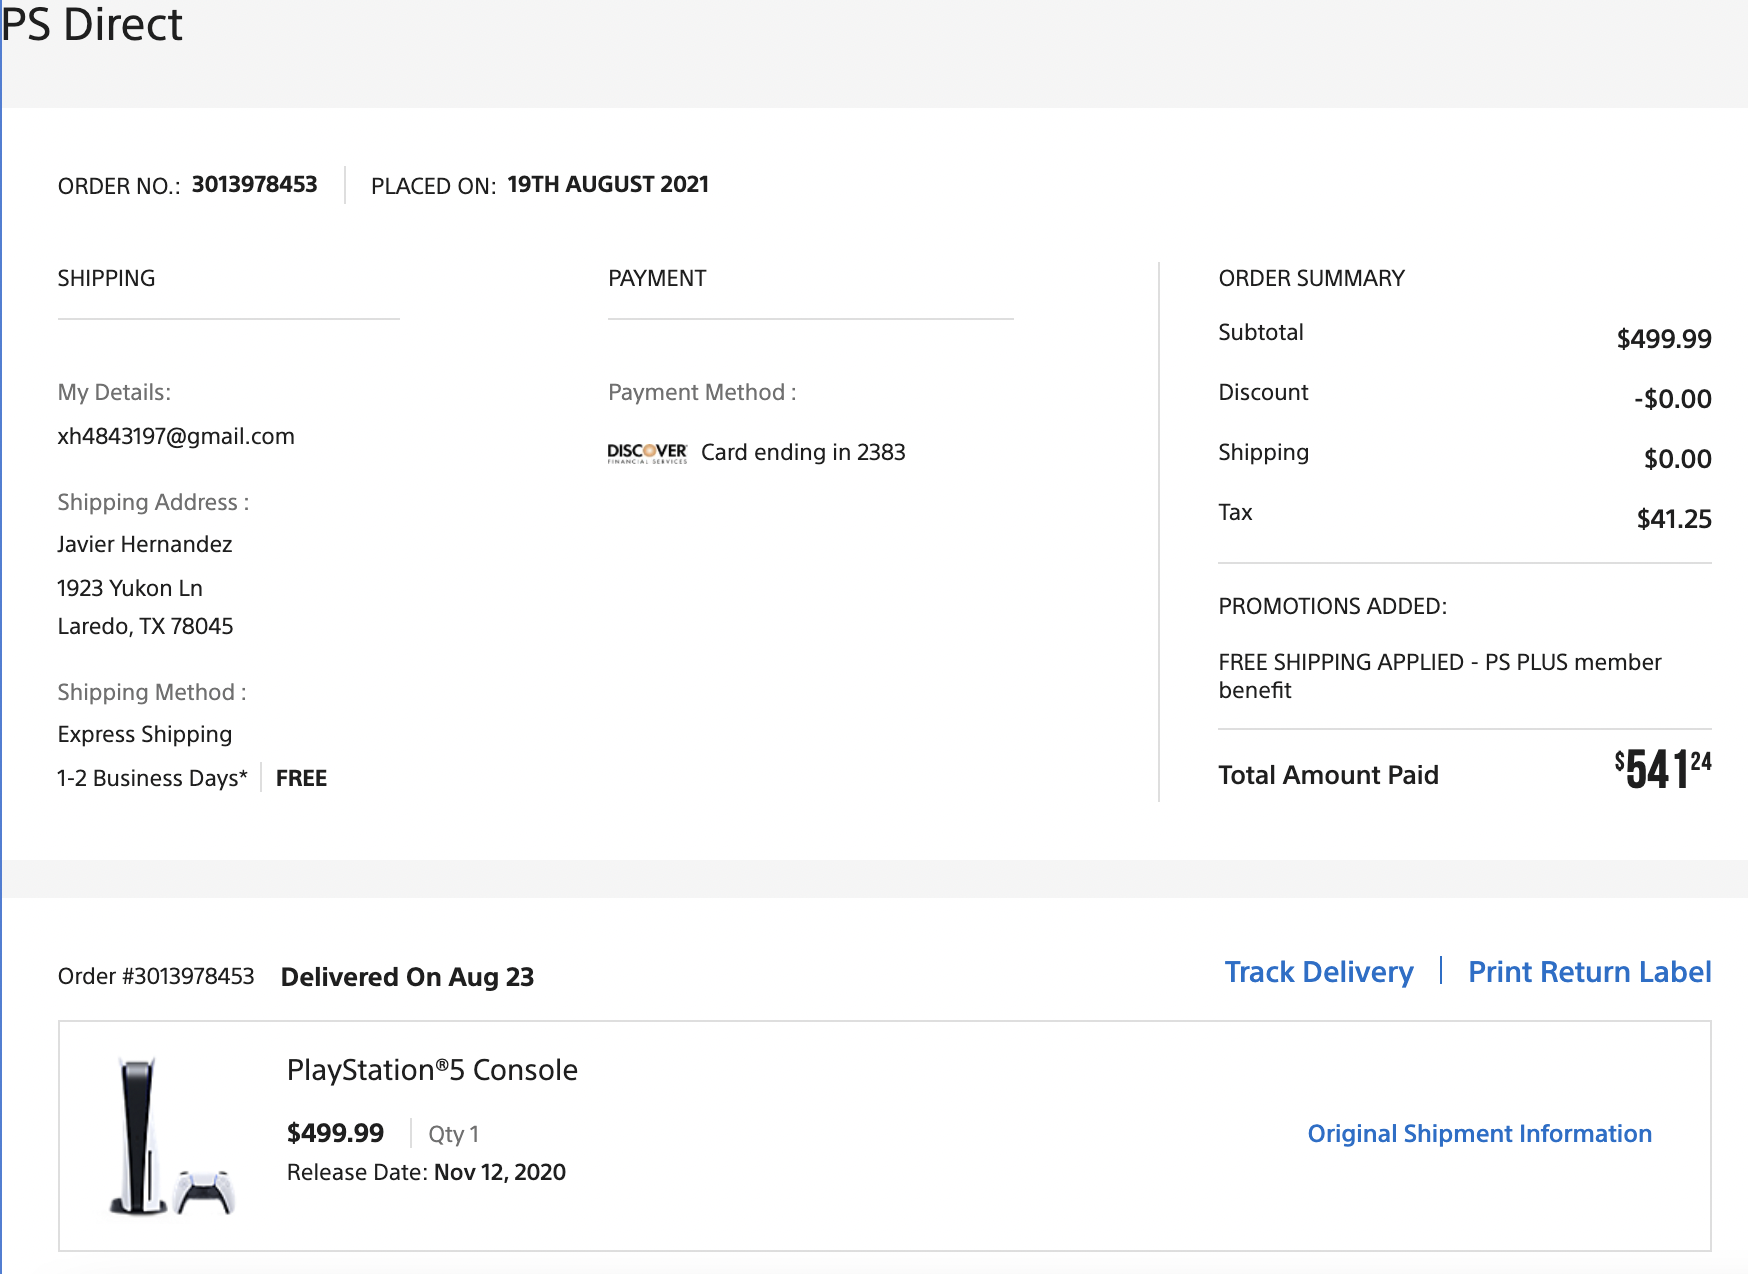 PS Direct
ORDER NO.: 3013978453 PLACED ON: 19TH AUGUST 2021
SHIPPING
My Details:
xh4843197@gmail.com
Shipping Address :
Javier Hernandez
1923 Yukon Ln
Laredo, TX 78045
Shipping Method :
Express Shipping
1-2 Business Days* FREE
PAYMENT
Payment Method :
DISCOVER Card ending in 2383
FINANCIAL SERVICES
ORDER SUMMARY
Subtotal $499.99
Discount -$0.00
Shipping $0.00
Tax $41.25
PROMOTIONS ADDED:
FREE SHIPPING APPLIED - PS PLUS member
benefit
Total Amount Paid $541 24
Order #3013978453 Delivered On Aug 23 Track Delivery Print Return Label
PlayStation®5 Console
$499.99 Qty 1
Original Shipment Information
Release Date: Nov 12, 2020